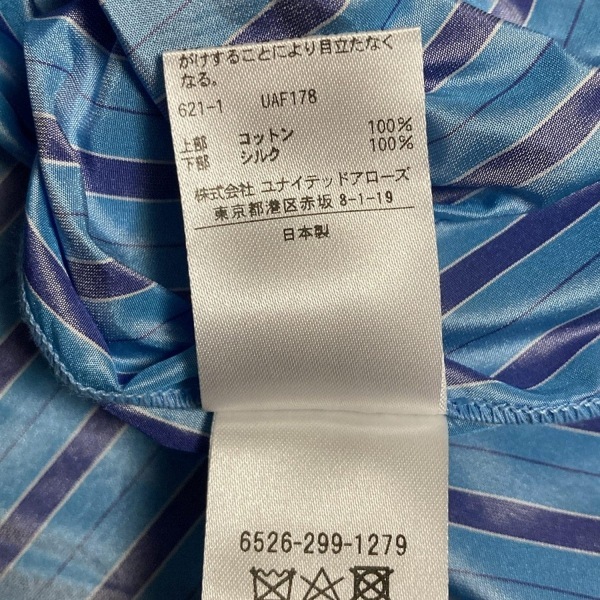 がけすることにより目立たなく
なる。
621-1 UAF178
上部 コットン 100%
下部 シルク 100%
株式会社 ユナイテッドアローズ
東京都港区赤坂 8-1-19
日本製
6526-299-1279